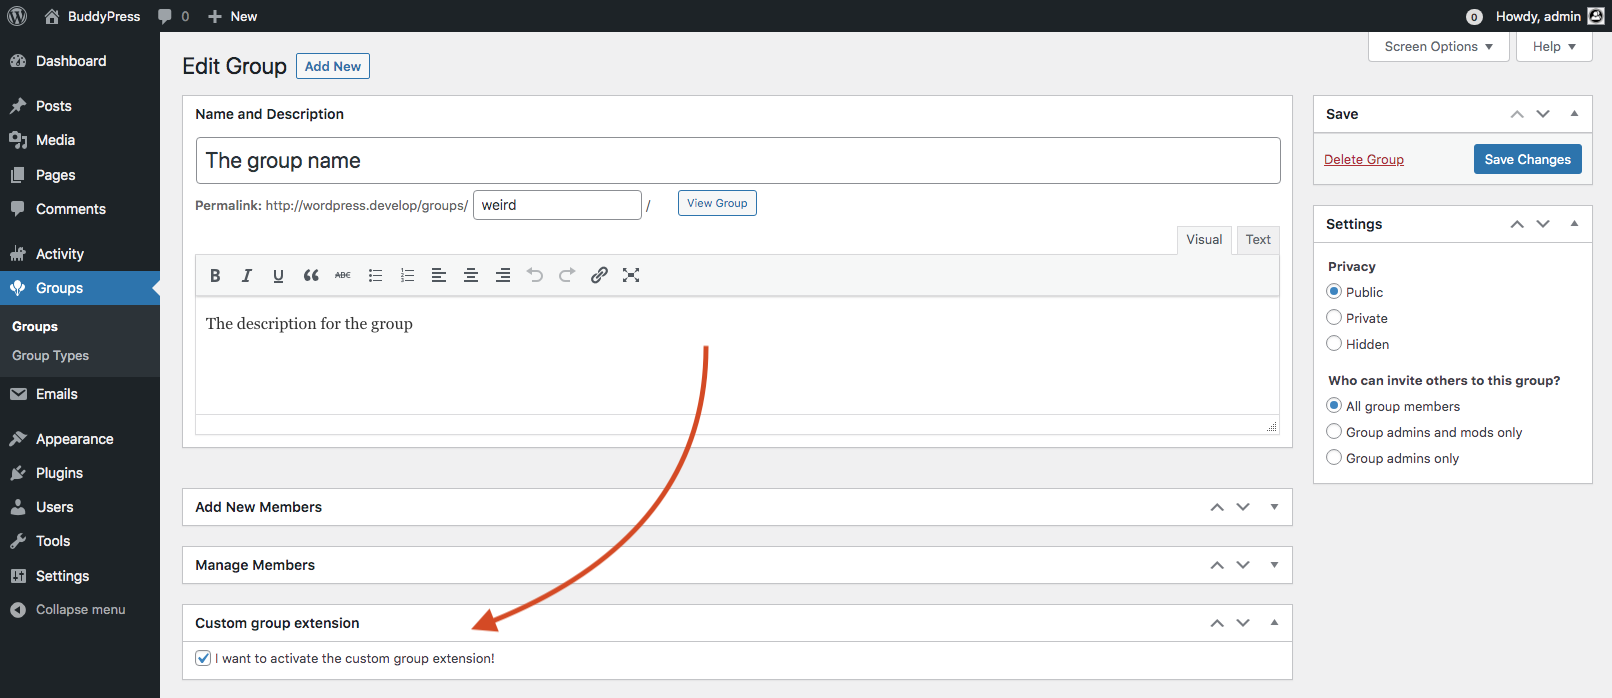 BuddyPress 0 New 0 Howdy, admin
Dashboard
Posts
Media
Pages
Comments
Activity
Groups
Groups
Group Types
Emails
Appearance
Plugins
Users
Tools
Settings
Collapse menu
Screen Options Help
Edit Group Add New
Name and Description
The group name
Permalink: http://wordpress.develop/groups/ weird / View Group
Visual Text
B I U ABC
The description for the group
Add New Members
Manage Members
Custom group extension
I want to activate the custom group extension!
Save
Delete Group Save Changes
Settings
Privacy
Public
Private
Hidden
Who can invite others to this group?
All group members
Group admins and mods only
Group admins only